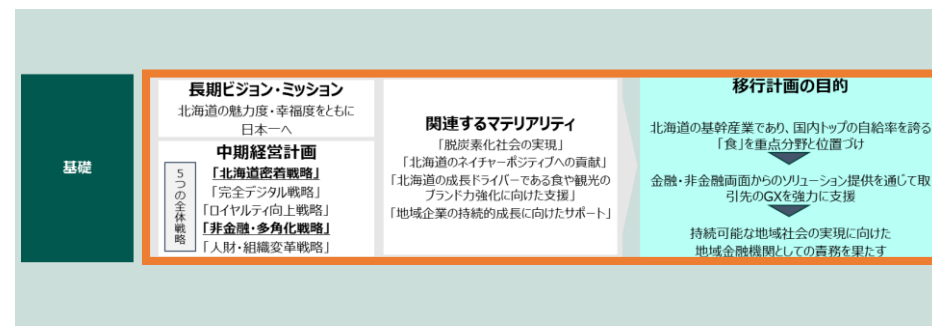 基礎
長期ビジョン・ミッション
北海道の魅力度・幸福度をともに
日本一へ
中期経営計画
5つの全体戦略
「北海道密着戦略」
「完全デジタル戦略」
「ロイヤルティ向上戦略」
「非金融・多角化戦略」
「人財・組織変革戦略」
関連するマテリアリティ
「脱炭素化社会の実現」
「北海道のネイチャーポジティブへの貢献」
「北海道の成長ドライバーである食や観光の
ブランド力強化に向けた支援」
「地域企業の持続的成長に向けたサポート」
移行計画の目的
北海道の基幹産業であり、国内トップの自給率を誇る
「食」を重点分野と位置づけ
金融・非金融両面からのソリューション提供を通じて取
引先のGXを強力に支援
持続可能な地域社会の実現に向けた
地域金融機関としての責務を果たす